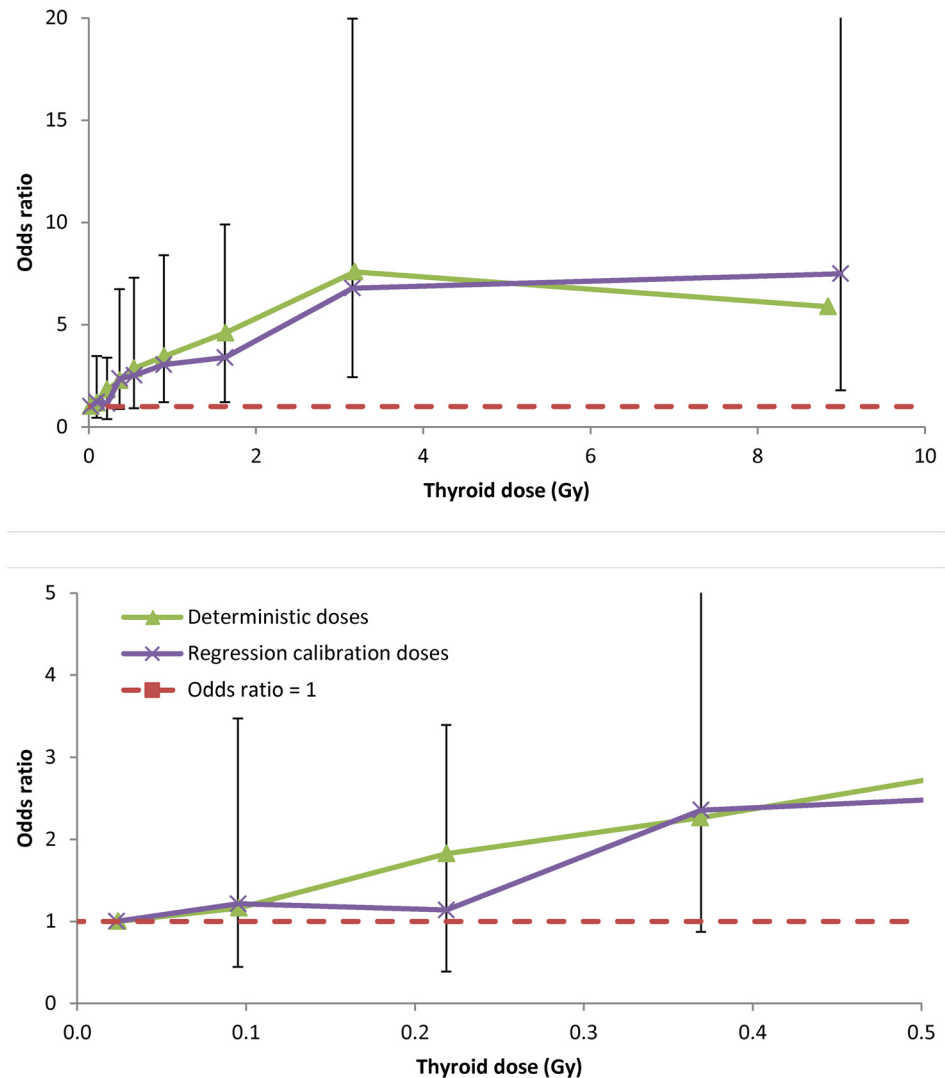 20
15
10
5
0
Odds ratio
0 2 4 6 8 10
Thyroid dose (Gy)
5
4
3
2
1
0
Odds ratio
Deterministic doses
Regression calibration doses
Odds ratio = 1
0.0 0.1 0.2 0.3 0.4 0.5
Thyroid dose (Gy)